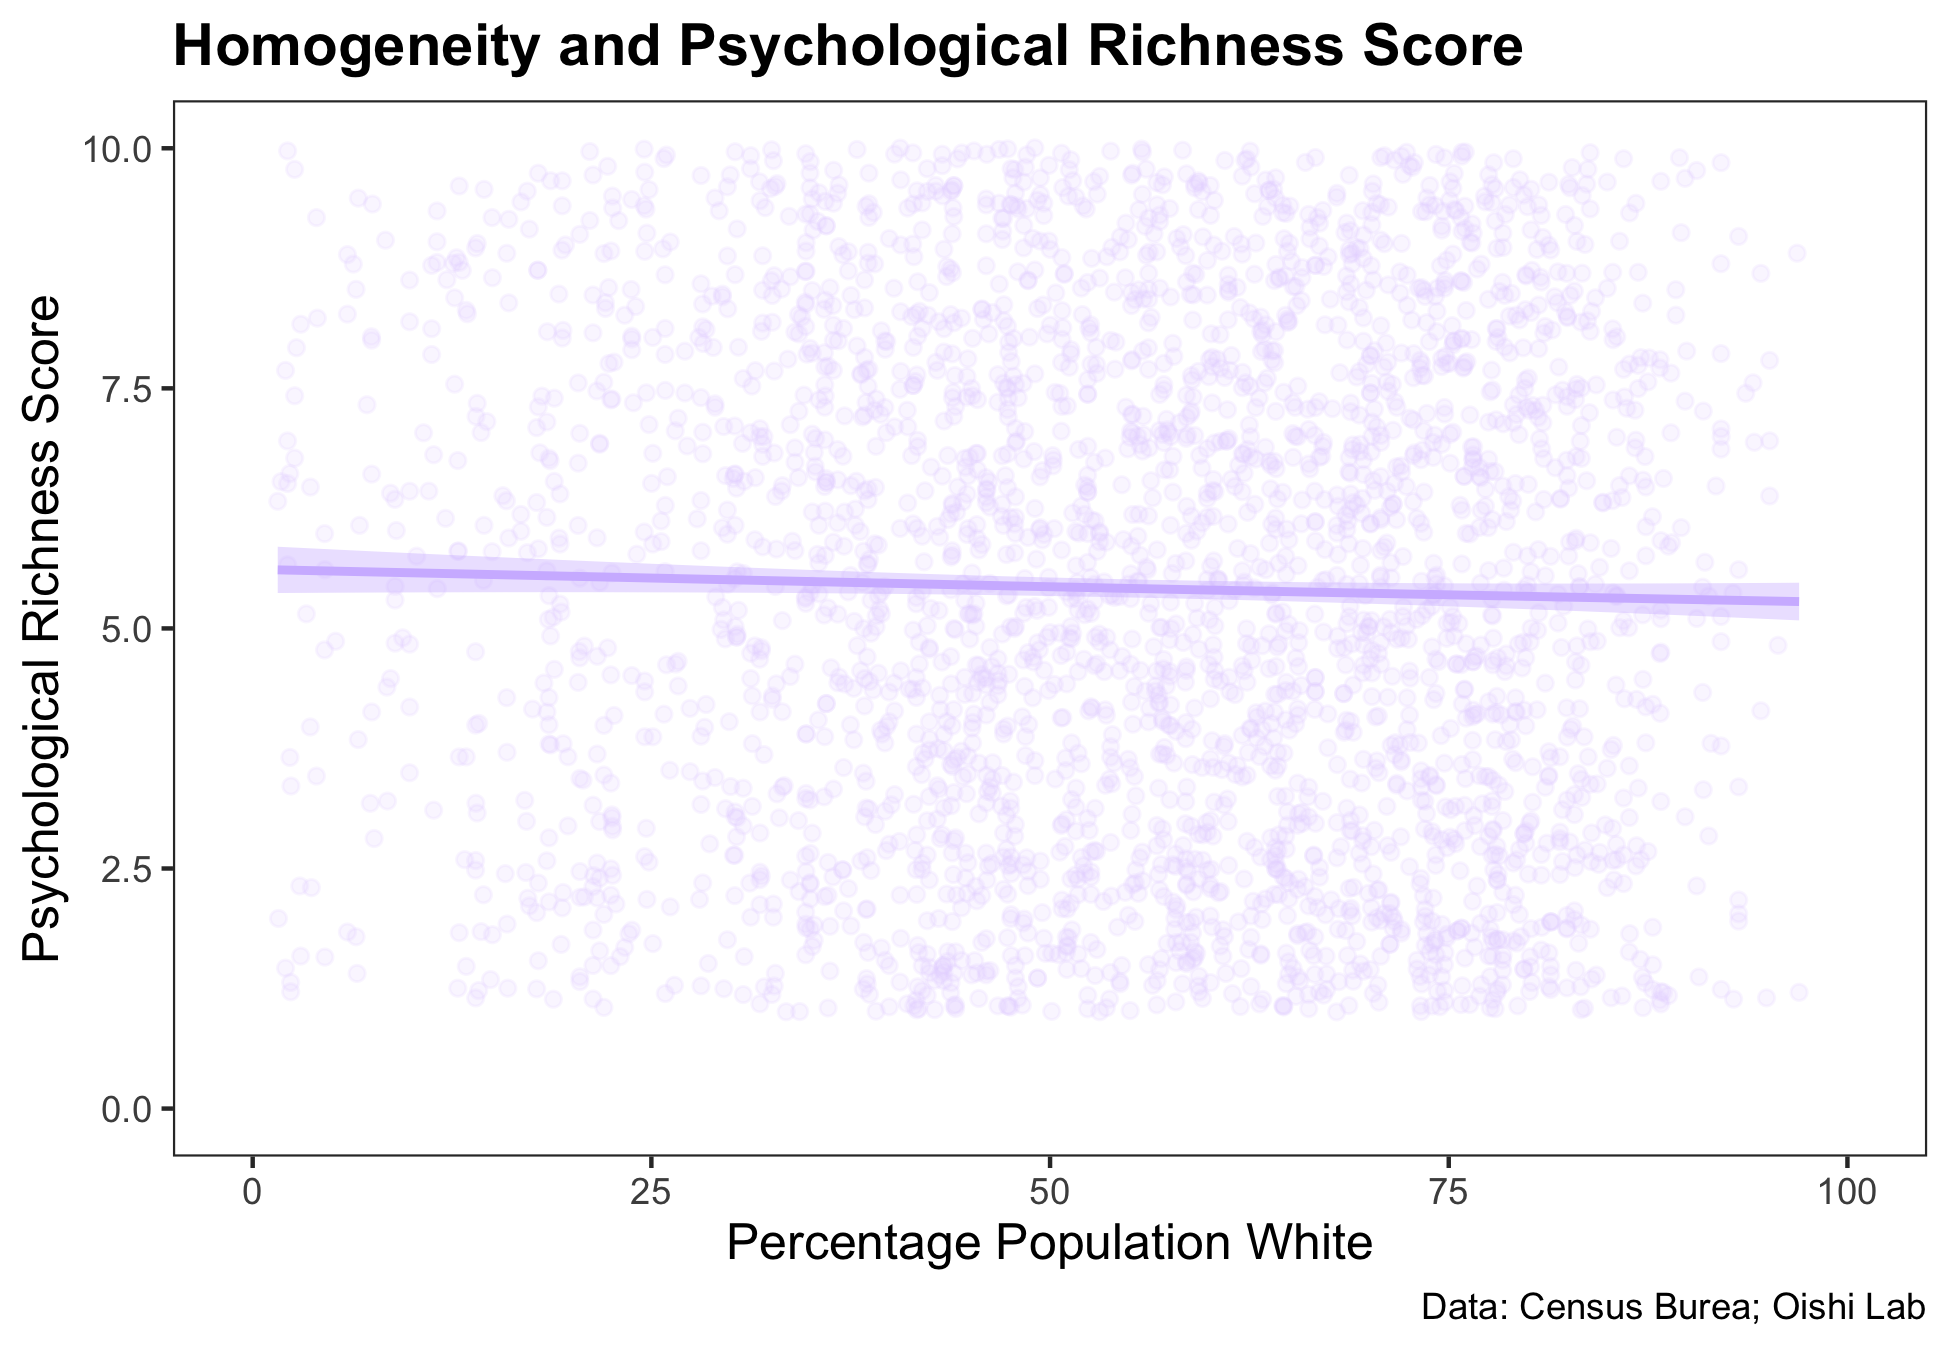 Homogeneity and Psychological Richness Score
Psychological Richness Score
10.0
7.5
5.0
2.5
0.0
0 25 50 75 100
Percentage Population White
Data: Census Burea; Oishi Lab